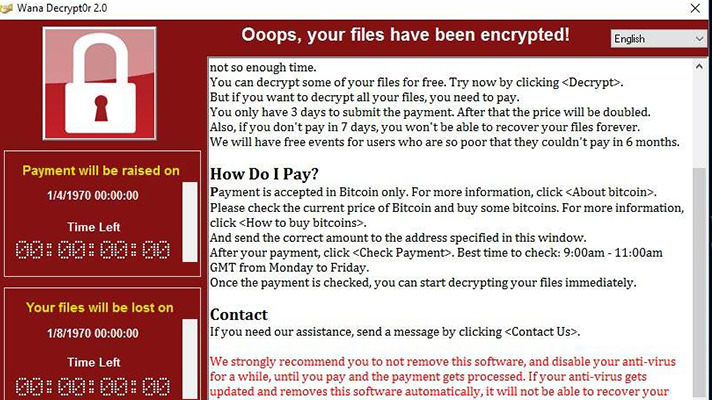 Wana Decrypt0r 2.0
Ooops, your files have been encrypted!
English
Payment will be raised on
1/4/1970 00:00:00
Time Left
00:00:00:00
Your files will be lost on
1/8/1970 00:00:00
Time Left
00:00:00:00
not so enough time.
You can decrypt some of your files for free. Try now by clicking <Decrypt>.
But if you want to decrypt all your files, you need to pay.
You only have 3 days to submit the payment. After that the price will be doubled.
Also, if you don't pay in 7 days, you won't be able to recover your files forever.
We will have free events for users who are so poor that they couldn't pay in 6 months.
How Do I Pay?
Payment is accepted in Bitcoin only. For more information, click <About bitcoin>.
Please check the current price of Bitcoin and buy some bitcoins. For more information,
click <How to buy bitcoins>.
And send the correct amount to the address specified in this window.
After your payment, click <Check Payment>. Best time to check: 9:00am - 11:00am
GMT from Monday to Friday.
Once the payment is checked, you can start decrypting your files immediately.
Contact
If you need our assistance, send a message by clicking <Contact Us>.
We strongly recommend you to not remove this software, and disable your anti-virus
for a while, until you pay and the payment gets processed. If your anti-virus gets
updated and removes this software automatically, it will not be able to recover your